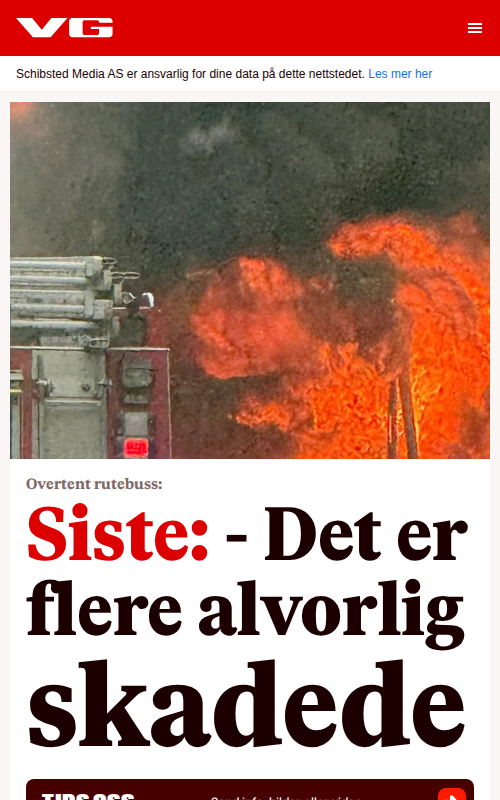 VG
Schibsted Media AS er ansvarlig for dine data på dette nettstedet. Les mer her
Overtent rutebuss:
Siste: - Det er
flere alvorlig
skadede
TIPS OSS